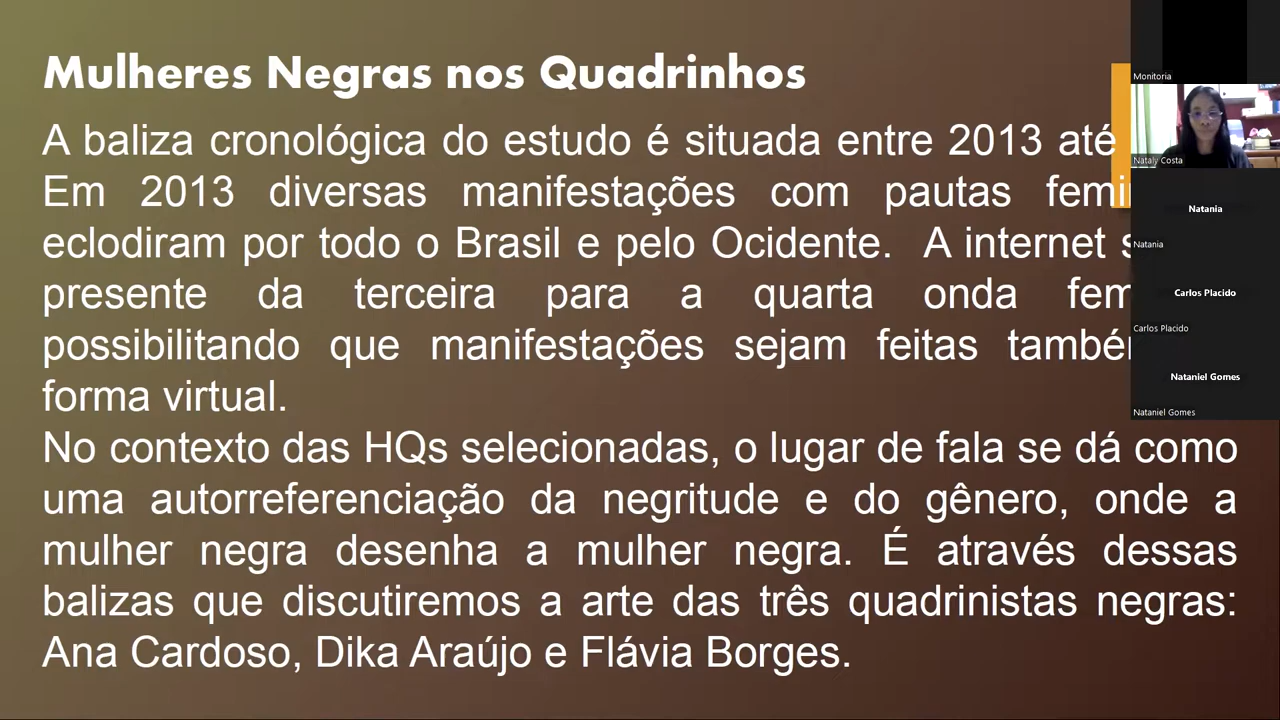 Mulheres Negras nos Quadrinhos
A baliza cronológica do estudo é situada entre 2013 até
Em 2013 diversas manifestações com pautas
eclodiram por todo o Brasil e pelo Ocidente. A internet
presente da terceira para a quarta onda
possibilitando que manifestações sejam feitas
forma virtual.
No contexto das HQs selecionadas, o lugar de fala se dá como
uma autorreferenciação da negritude e do gênero, onde a
mulher negra desenha a mulher negra. É através dessas
balizas que discutiremos a arte das três quadrinistas negras:
Ana Cardoso, Dika Araújo e Flávia Borges.
Monitoria
Nataly Costa
Natania
Natania
Carlos Placido
Carlos Placido
Nataniel Gomes
Nataniel Gomes